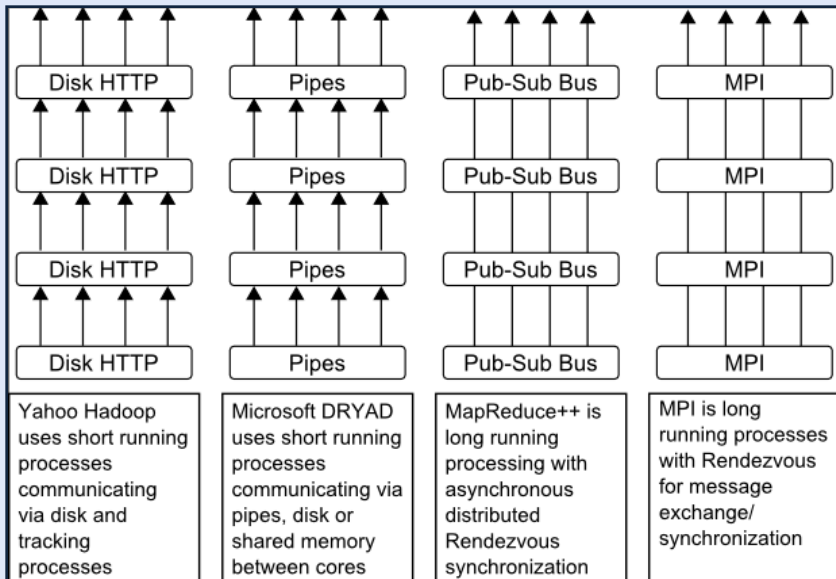 Disk HTTP
Pipes
Pub-Sub Bus
MPI
Disk HTTP
Pipes
Pub-Sub Bus
MPI
Disk HTTP
Pipes
Pub-Sub Bus
MPI
Disk HTTP
Pipes
Pub-Sub Bus
MPI
Yahoo Hadoop
uses short running
processes
communicating
via disk and
tracking
processes
Microsoft DRYAD
uses short running
processes
communicating via
pipes, disk or
shared memory
between cores
MapReduce++ is
long running
processing with
asynchronous
distributed
Rendezvous
synchronization
MPI is long
running processes
with Rendezvous
for message
exchange/
synchronization